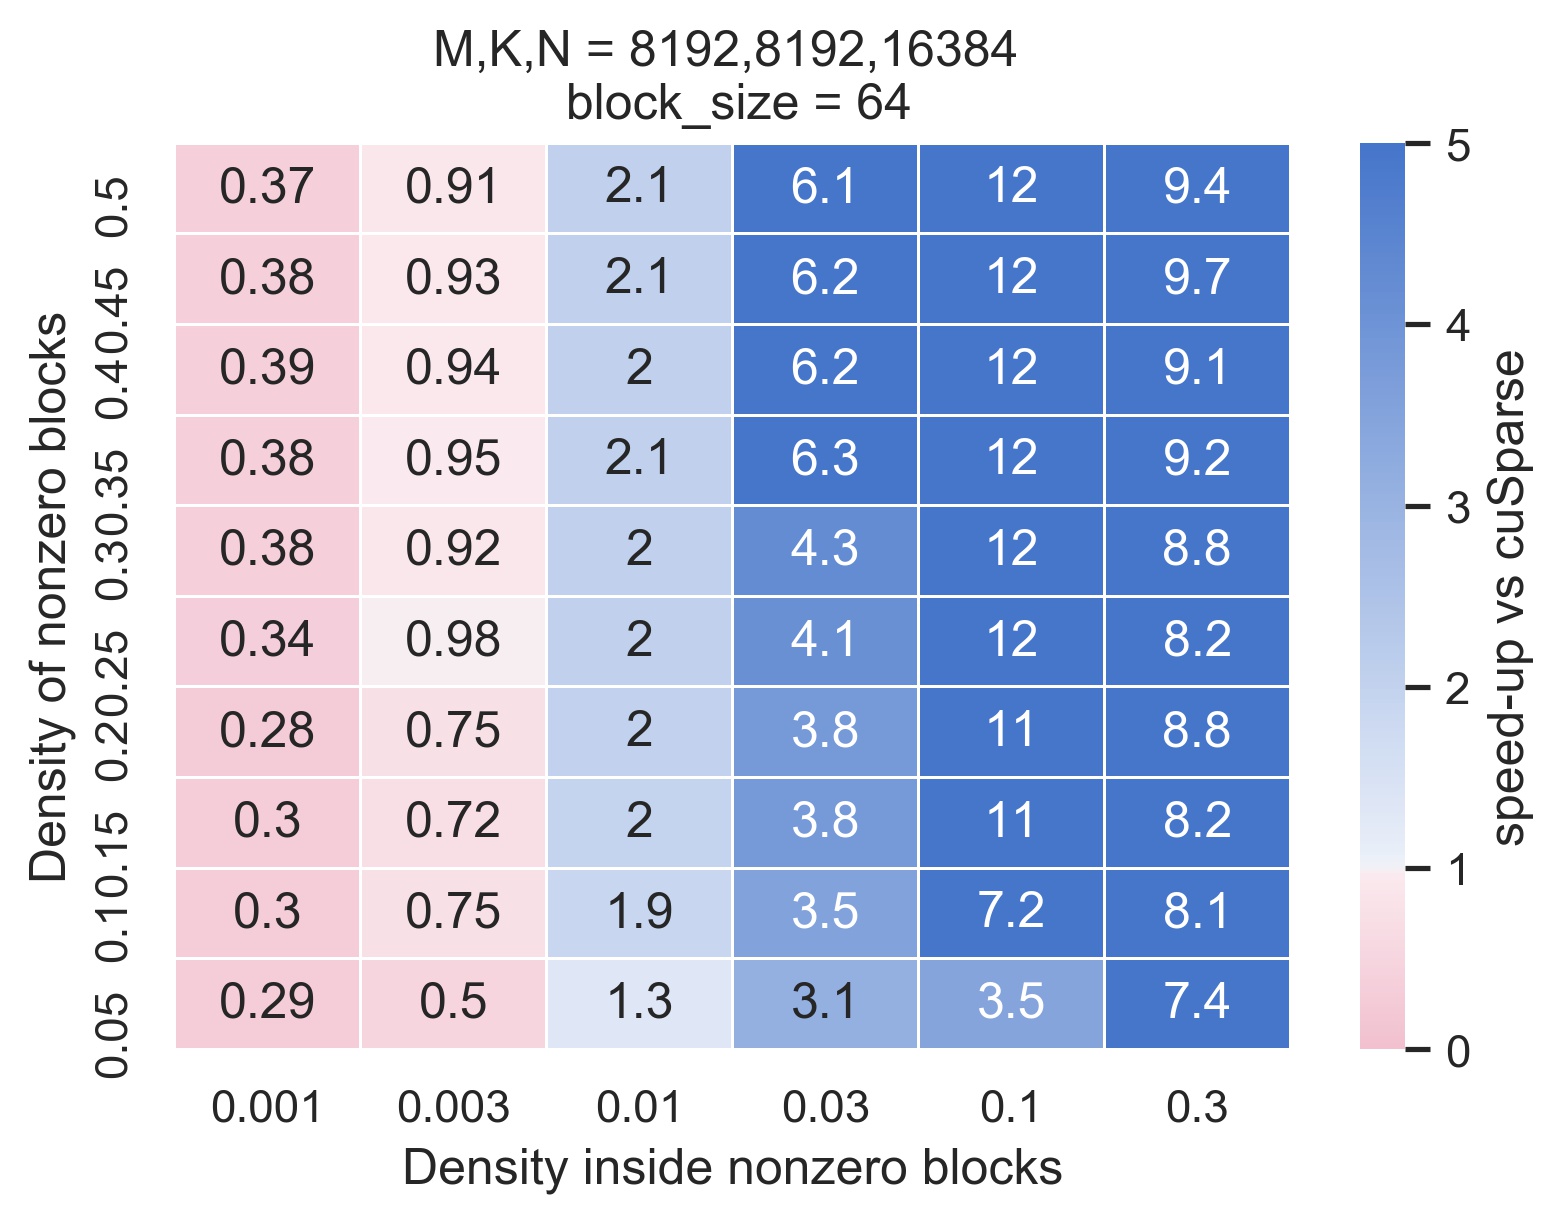 M,K,N = 8192,8192,16384
block_size = 64
Density of nonzero blocks
0.5 0.37 0.91 2.1 6.1 12 9.4
0.45 0.38 0.93 2.1 6.2 12 9.7
0.4 0.39 0.94 2 6.2 12 9.1
0.35 0.38 0.95 2.1 6.3 12 9.2
0.3 0.38 0.92 2 4.3 12 8.8
0.25 0.34 0.98 2 4.1 12 8.2
0.2 0.28 0.75 2 3.8 11 8.8
0.15 0.3 0.72 2 3.8 11 8.2
0.1 0.3 0.75 1.9 3.5 7.2 8.1
0.05 0.29 0.5 1.3 3.1 3.5 7.4
0.001 0.003 0.01 0.03 0.1 0.3
Density inside nonzero blocks
5
4
3
2
1
0
speed-up vs cuSparse